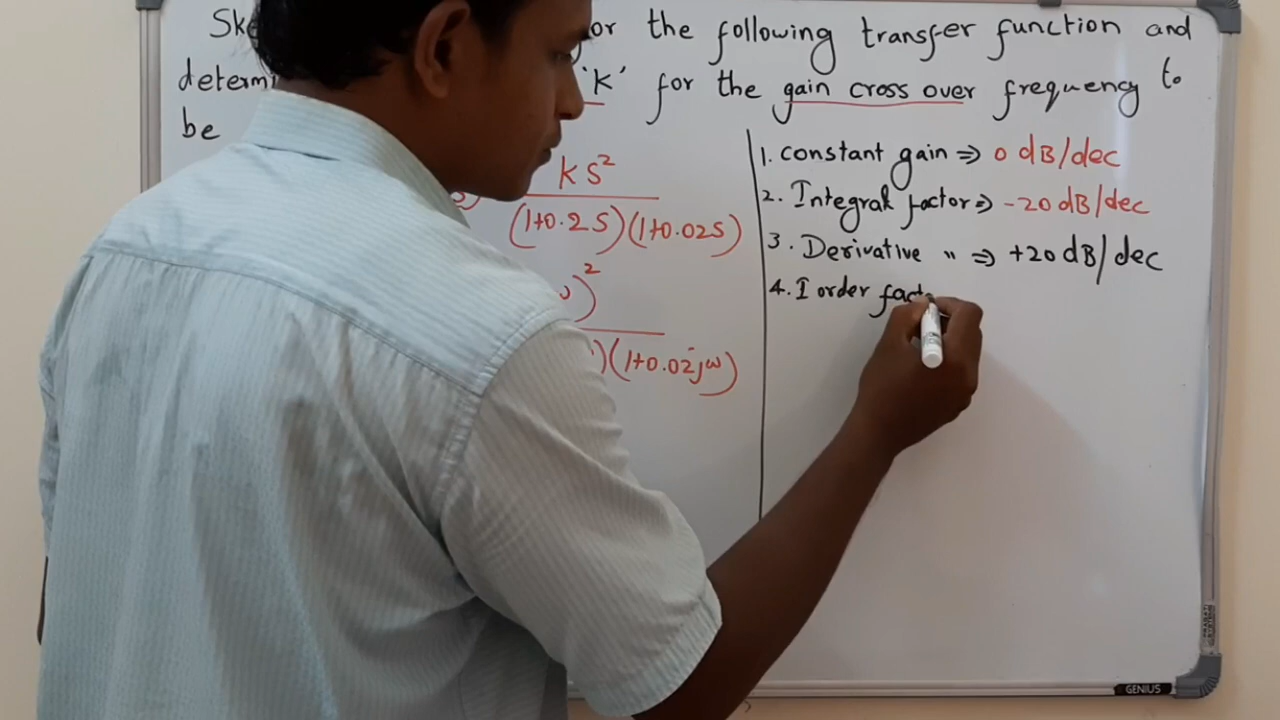 Ske or the following transfer function and
determi 'K' for the gain cross over frequency to
be
KS²
(1+0.2S)(1+0.02S)
)²
)(1+0.02jω)
1. Constant gain ⇒ 0 dB/dec
2. Integral factor ⇒ -20 dB/dec
3. Derivative " ⇒ +20 dB/dec
4. I order fact
GENIUS